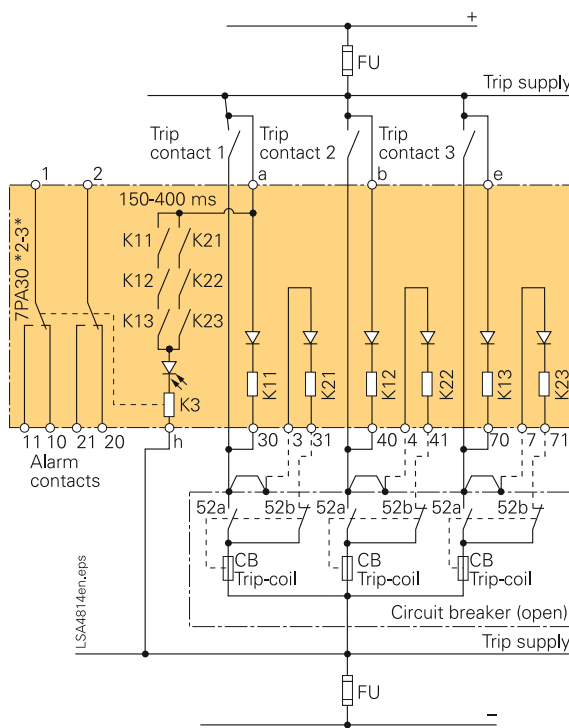 +
FU
Trip supply
Trip contact 1
Trip contact 2
Trip contact 3
1
2
a
b
e
150-400 ms
7PA30 *2-3*
K11
K21
K12
K22
K13
K23
K3
K11
K21
K12
K22
K13
K23
11
10
21
20
h
30
3
31
40
4
41
70
7
71
Alarm contacts
52a
52b
52a
52b
52a
52b
CB Trip-coil
CB Trip-coil
CB Trip-coil
Circuit breaker (open)
LSA4814en.eps
Trip supply
FU
–